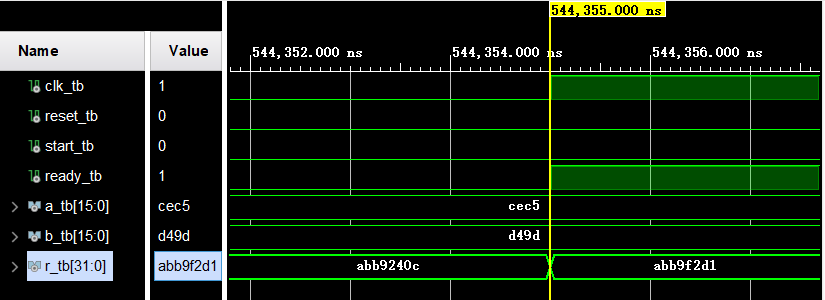 544,355.000 ns
Name Value 544,352.000 ns 544,354.000 ns 544,356.000 ns
clk_tb 1
reset_tb 0
start_tb 0
ready_tb 1
a_tb[15:0] cec5 cec5
b_tb[15:0] d49d d49d
r_tb[31:0] abb9f2d1 abb9240c abb9f2d1